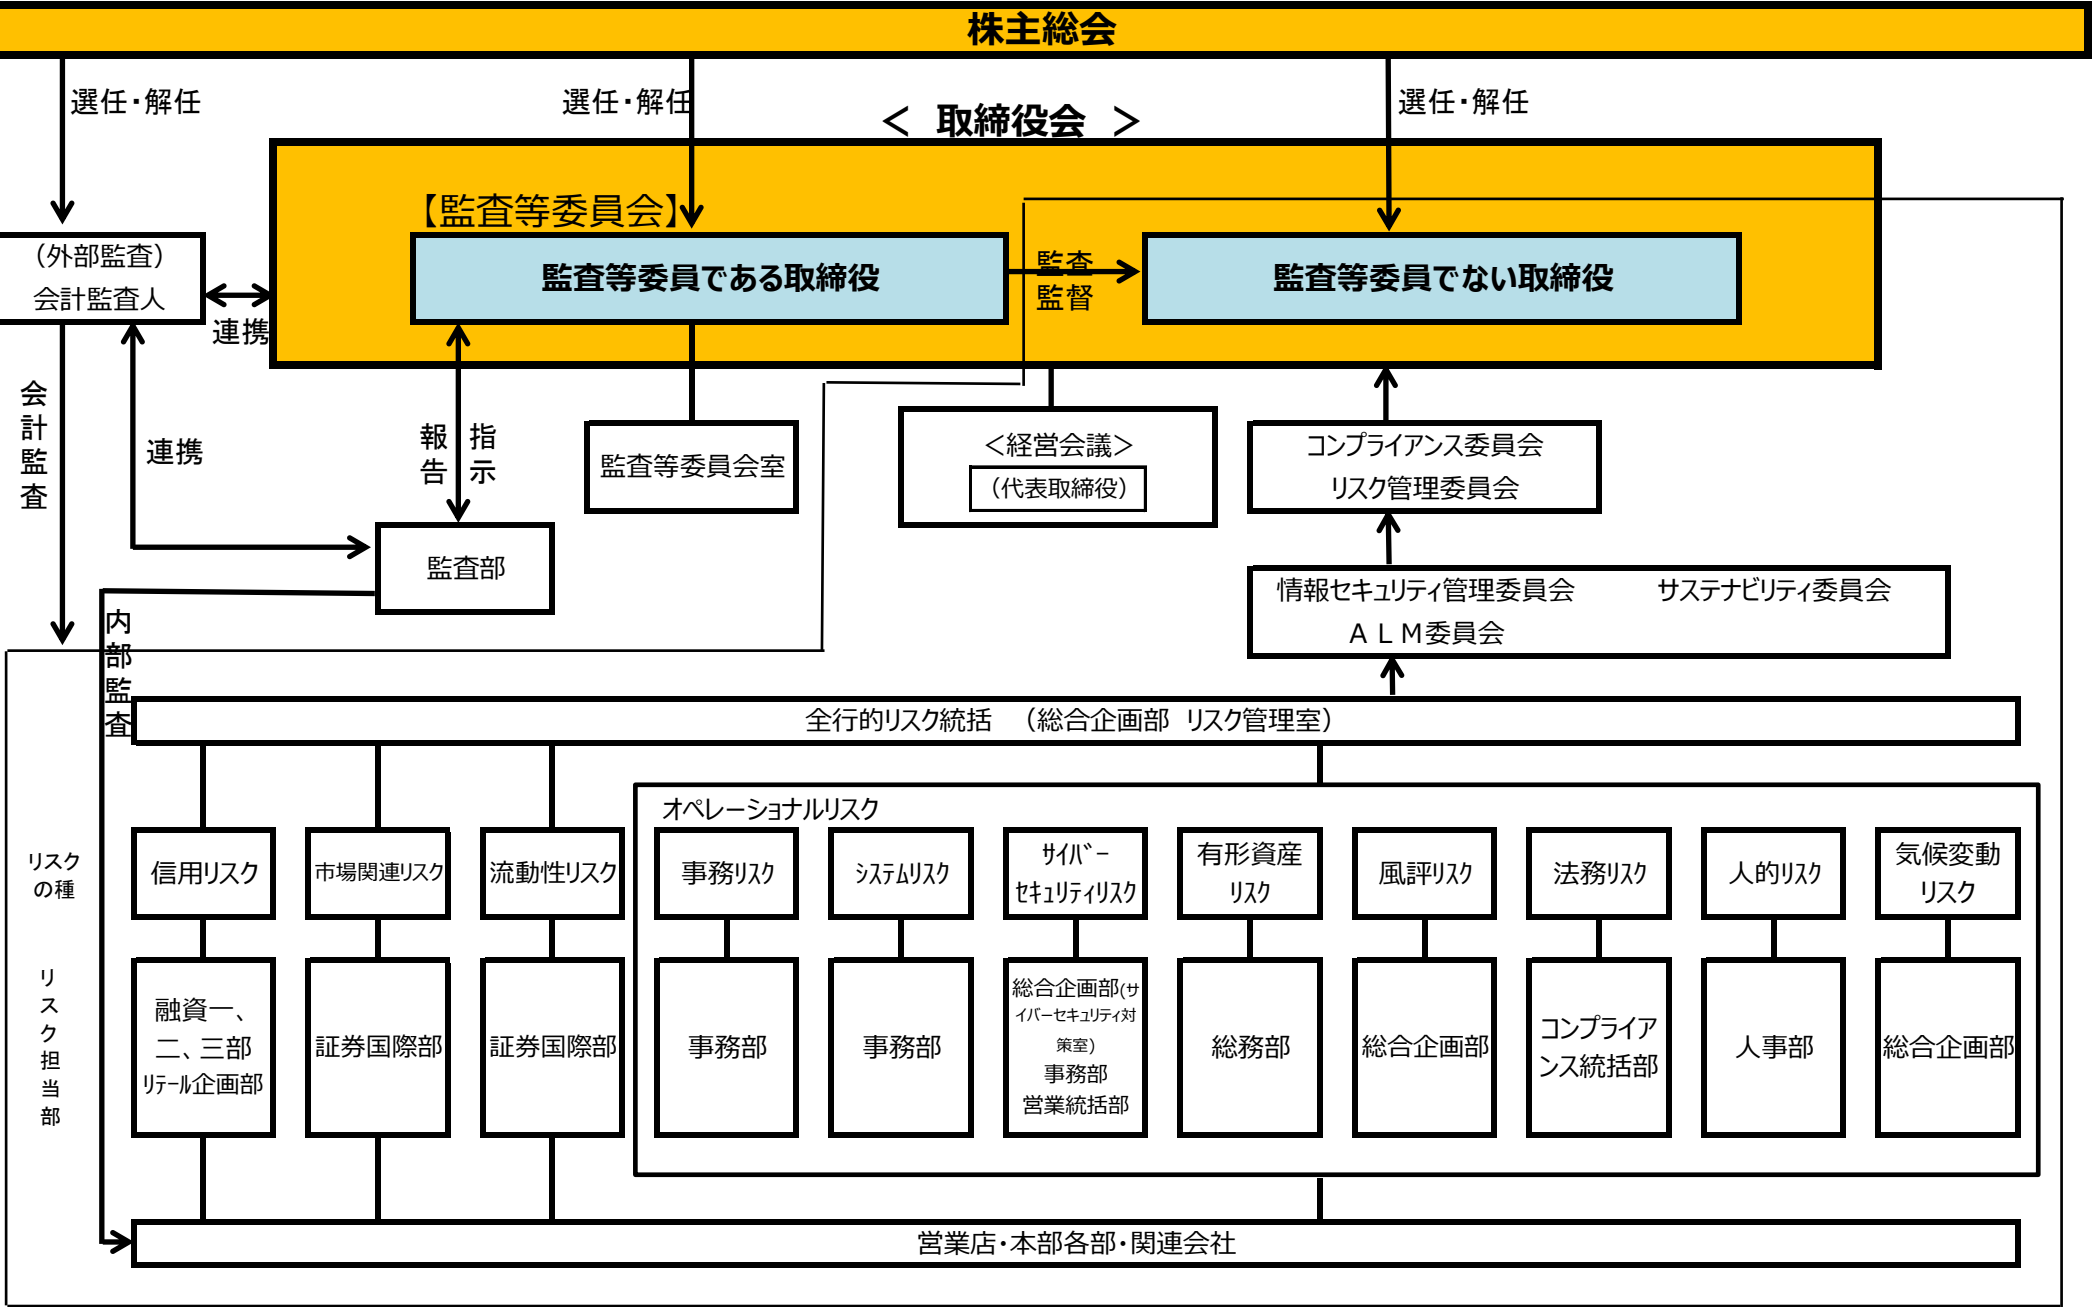 株主総会
選任・解任
選任・解任
選任・解任
＜ 取締役会 ＞
【監査等委員会】
（外部監査）
会計監査人
監査等委員である取締役
監査
監督
監査等委員でない取締役
連携
会計監査
連携
報告
指示
監査等委員会室
＜経営会議＞
（代表取締役）
コンプライアンス委員会
リスク管理委員会
監査部
情報セキュリティ管理委員会 サステナビリティ委員会
ＡＬＭ委員会
内部監査
全行的リスク統括 （総合企画部 リスク管理室）
オペレーショナルリスク
リスク
の種
信用リスク
市場関連リスク
流動性リスク
事務リスク
システムリスク
ｻｲﾊﾞｰ
ｾｷｭﾘﾃｨﾘｽｸ
有形資産
リスク
風評リスク
法務リスク
人的リスク
気候変動
リスク
リスク担当部
融資一、
二、三部
ﾘﾃｰﾙ企画部
証券国際部
証券国際部
事務部
事務部
総合企画部(サ
イバーセキュリティ対
策室)
事務部
営業統括部
総務部
総合企画部
コンプライア
ンス統括部
人事部
総合企画部
営業店・本部各部・関連会社